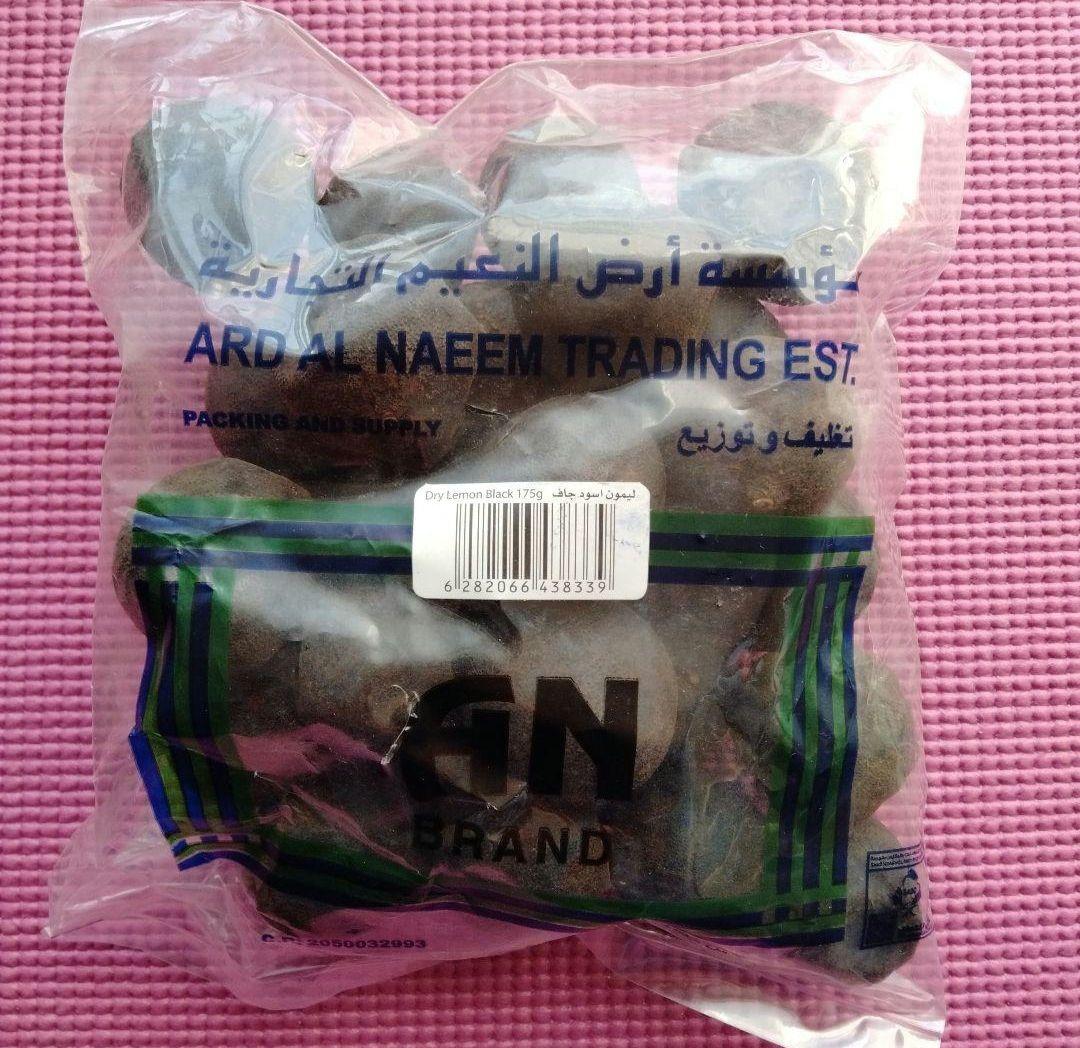 مؤسسة أرض النعيم التجارية
ARD AL NAEEM TRADING EST.
PACKING AND SUPPLY
تغليف و توزيع
Dry Lemon Black 175g ليمون اسود جاف
6 282066 438339
BRAND
C.R: 2050032993